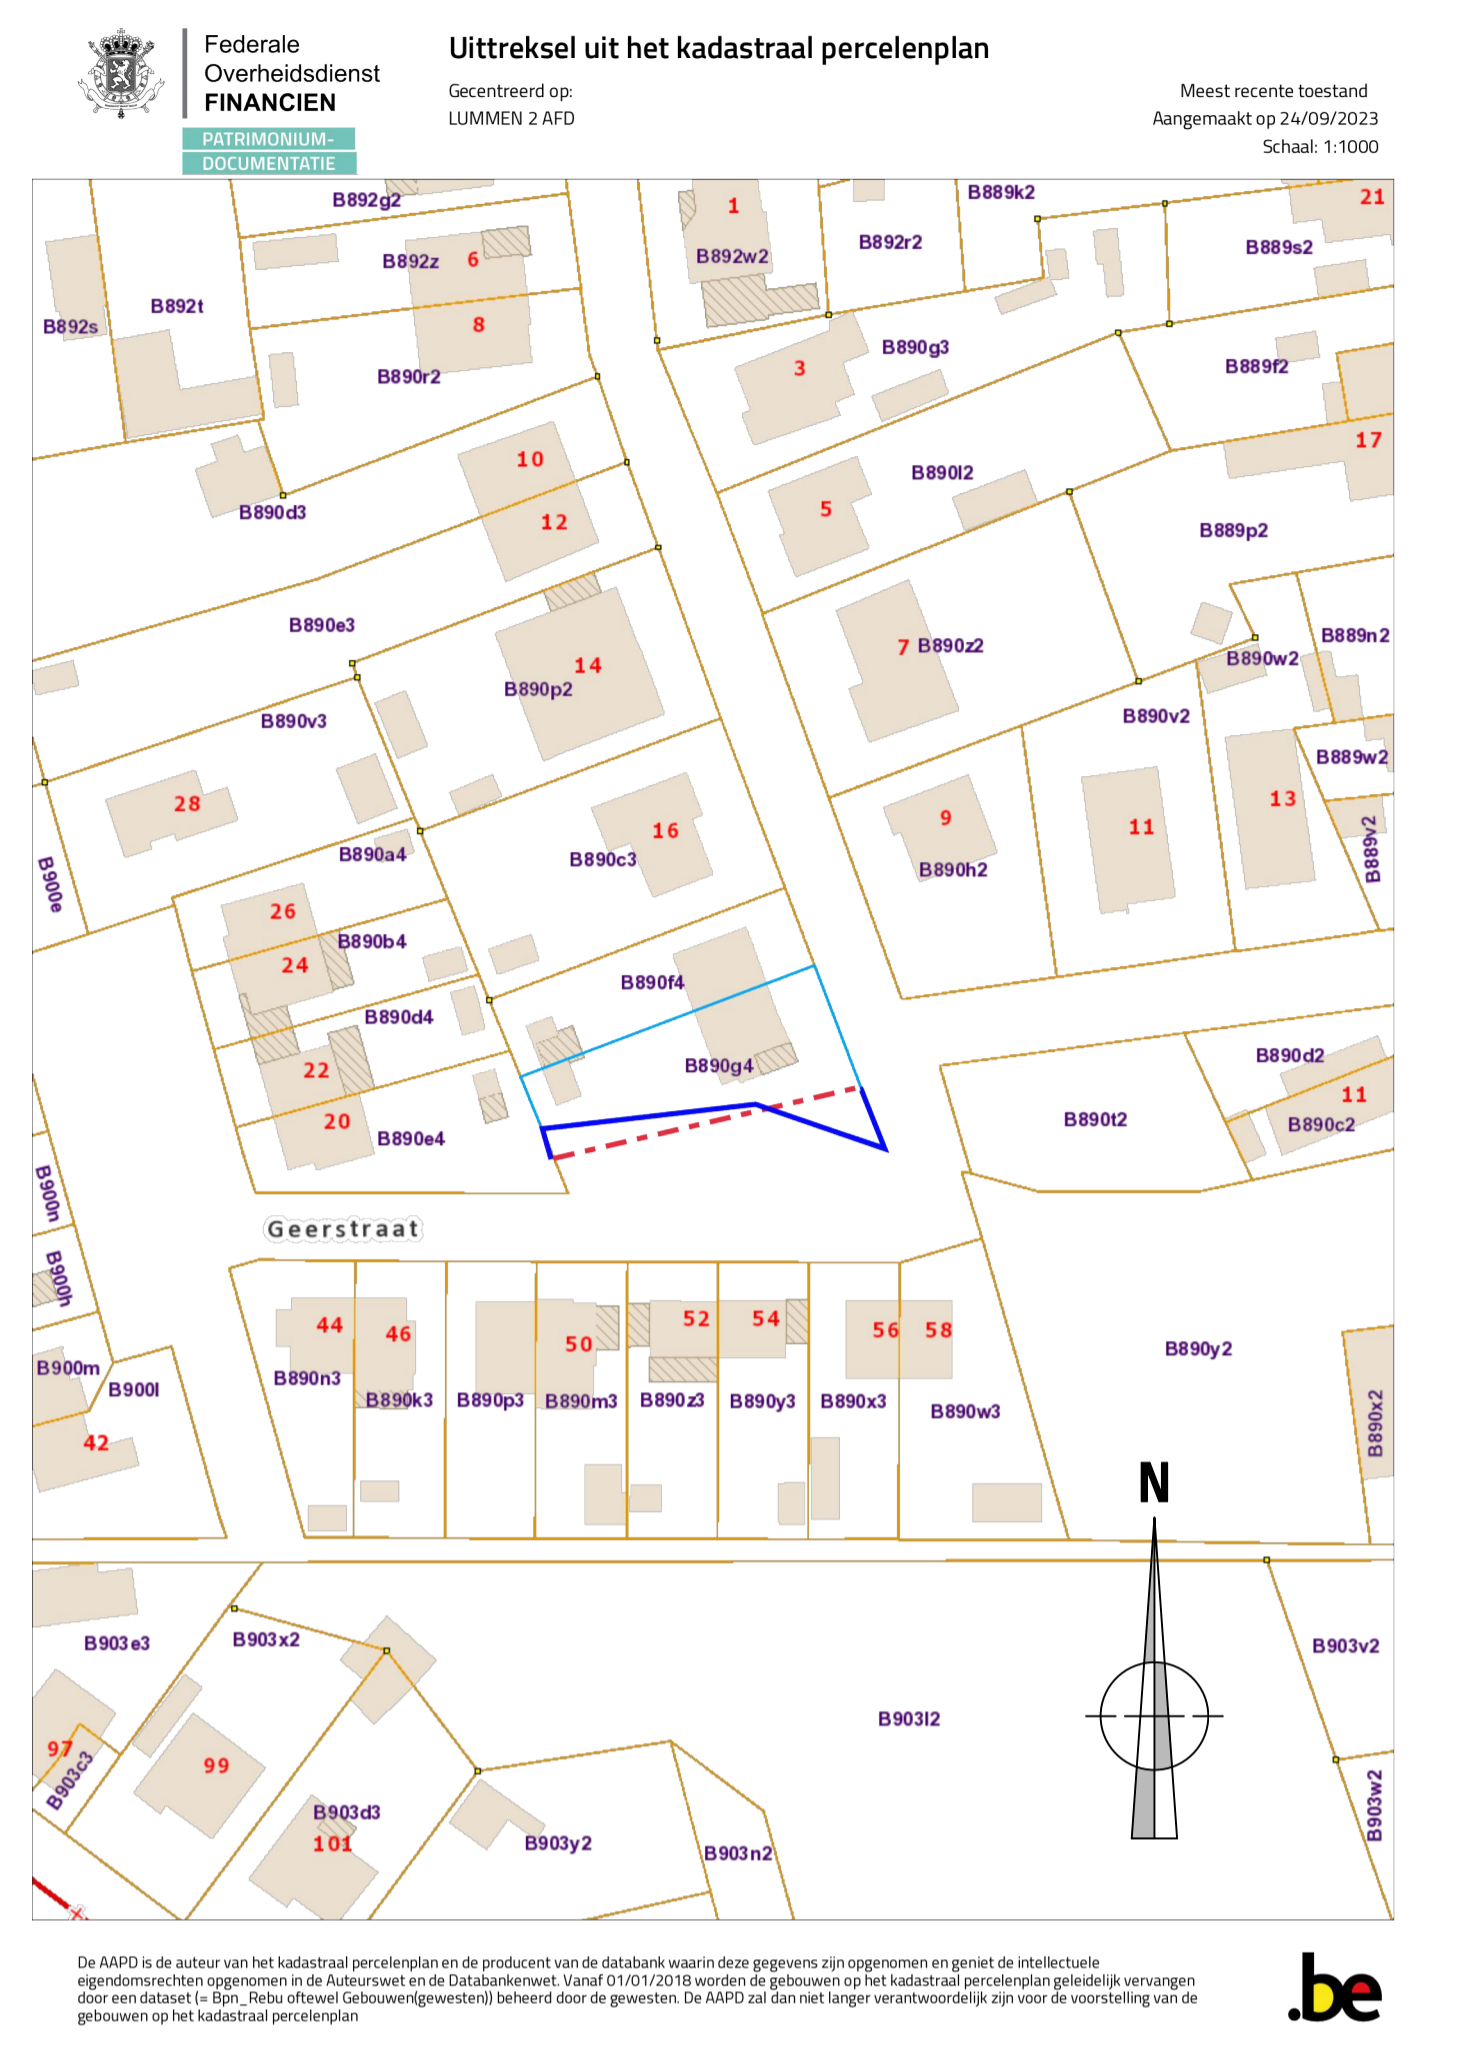 Federale
Overheidsdienst
FINANCIEN
PATRIMONIUM-
DOCUMENTATIE
Uittreksel uit het kadastraal percelenplan
Gecentreerd op:
LUMMEN 2 AFD
Meest recente toestand
Aangemaakt op 24/09/2023
Schaal: 1:1000
B892g2
1
B889k2
21
B892z
6
B892w2
B892r2
B889s2
B892t
B892s
8
B890r2
3
B890g3
B889f2
10
B890l2
17
B890d3
12
5
B889p2
B890e3
14
7
B890z2
B889n2
B890w2
B890p2
B890v3
B890v2
B889w2
28
16
9
11
13
B889v2
B890a4
B890c3
B890h2
B900e
26
B890b4
24
B890f4
B890d4
22
B890g4
B890d2
11
20
B890e4
B890t2
B890c2
B900n
Geerstraat
B900h
44
46
50
52
54
56
58
B890y2
B900m
B900l
B890n3
B890k3
B890p3
B890m3
B890z3
B890y3
B890x3
B890w3
B890x2
42
N
B903e3
B903x2
B903v2
B903l2
97
B903c3
99
B903d3
101
B903y2
B903n2
B903w2
De AAPD is de auteur van het kadastraal percelenplan en de producent van de databank waarin deze gegevens zijn opgenomen en geniet de intellectuele
eigendomsrechten opgenomen in de Auteurswet en de Databankenwet. Vanaf 01/01/2018 worden de gebouwen op het kadastraal percelenplan geleidelijk vervangen
door een dataset (= Bpn_Rebu oftewel Gebouwen(gewesten)) beheerd door de gewesten. De AAPD zal dan niet langer verantwoordelijk zijn voor de voorstelling van de
gebouwen op het kadastraal percelenplan
.be